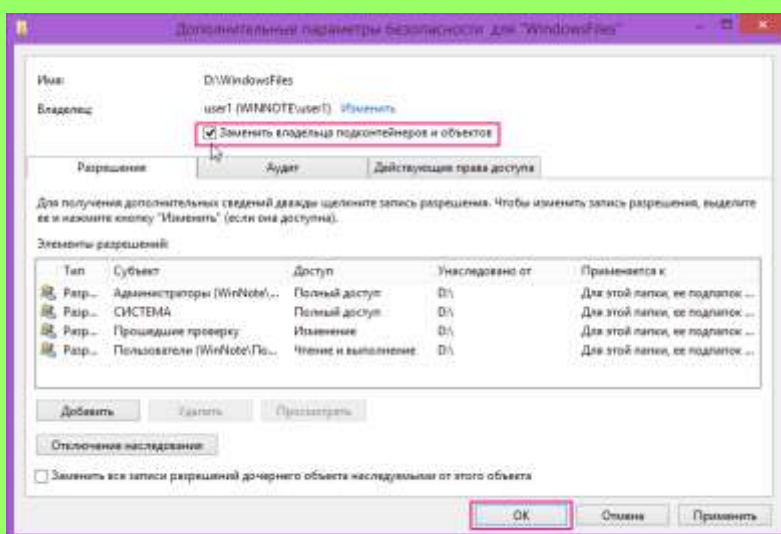 Дополнительные параметры безопасности для "WindowsFiles"
Имя: D:\WindowsFiles
Владелец: user1 (WINNOTE\user1) Изменить
Заменить владельца подконтейнеров и объектов
Разрешения Аудит Действующие права доступа
Для получения дополнительных сведений дважды щелкните запись разрешения. Чтобы изменить запись разрешения, выделите
ее и нажмите кнопку "Изменить" (если она доступна).
Элементы разрешений:
Тип Субъект Доступ Унаследовано от Применяется к
Разр... Администраторы (WinNote\... Полный доступ D:\ Для этой папки, ее подпапок ...
Разр... СИСТЕМА Полный доступ D:\ Для этой папки, ее подпапок ...
Разр... Прошедшие проверку Изменение D:\ Для этой папки, ее подпапок ...
Разр... Пользователи (WinNote\По... Чтение и выполнение D:\ Для этой папки, ее подпапок ...
Добавить Удалить Просмотреть
Отключение наследования
Заменить все записи разрешений дочернего объекта наследуемыми от этого объекта
OK Отмена Применить